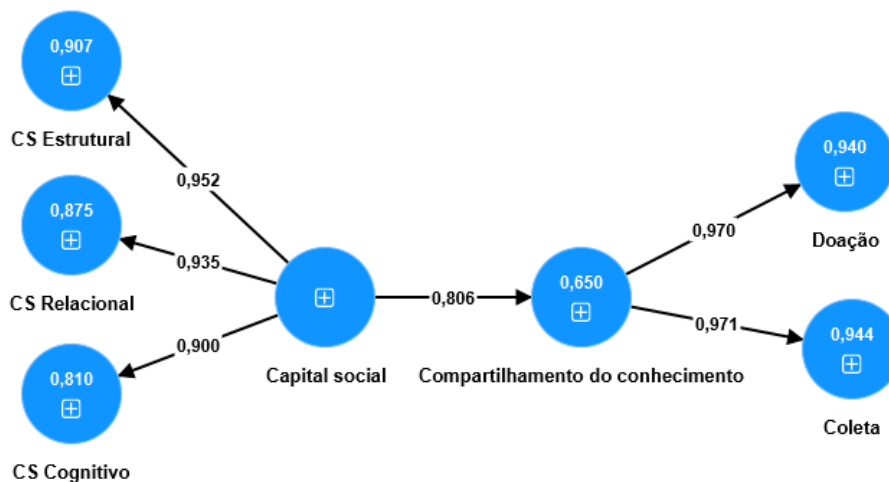 0,907
CS Estrutural
0,952
0,875
CS Relacional
0,935
0,810
CS Cognitivo
0,900
Capital social
0,806
0,650
Compartilhamento do conhecimento
0,970
0,940
Doação
0,971
0,944
Coleta